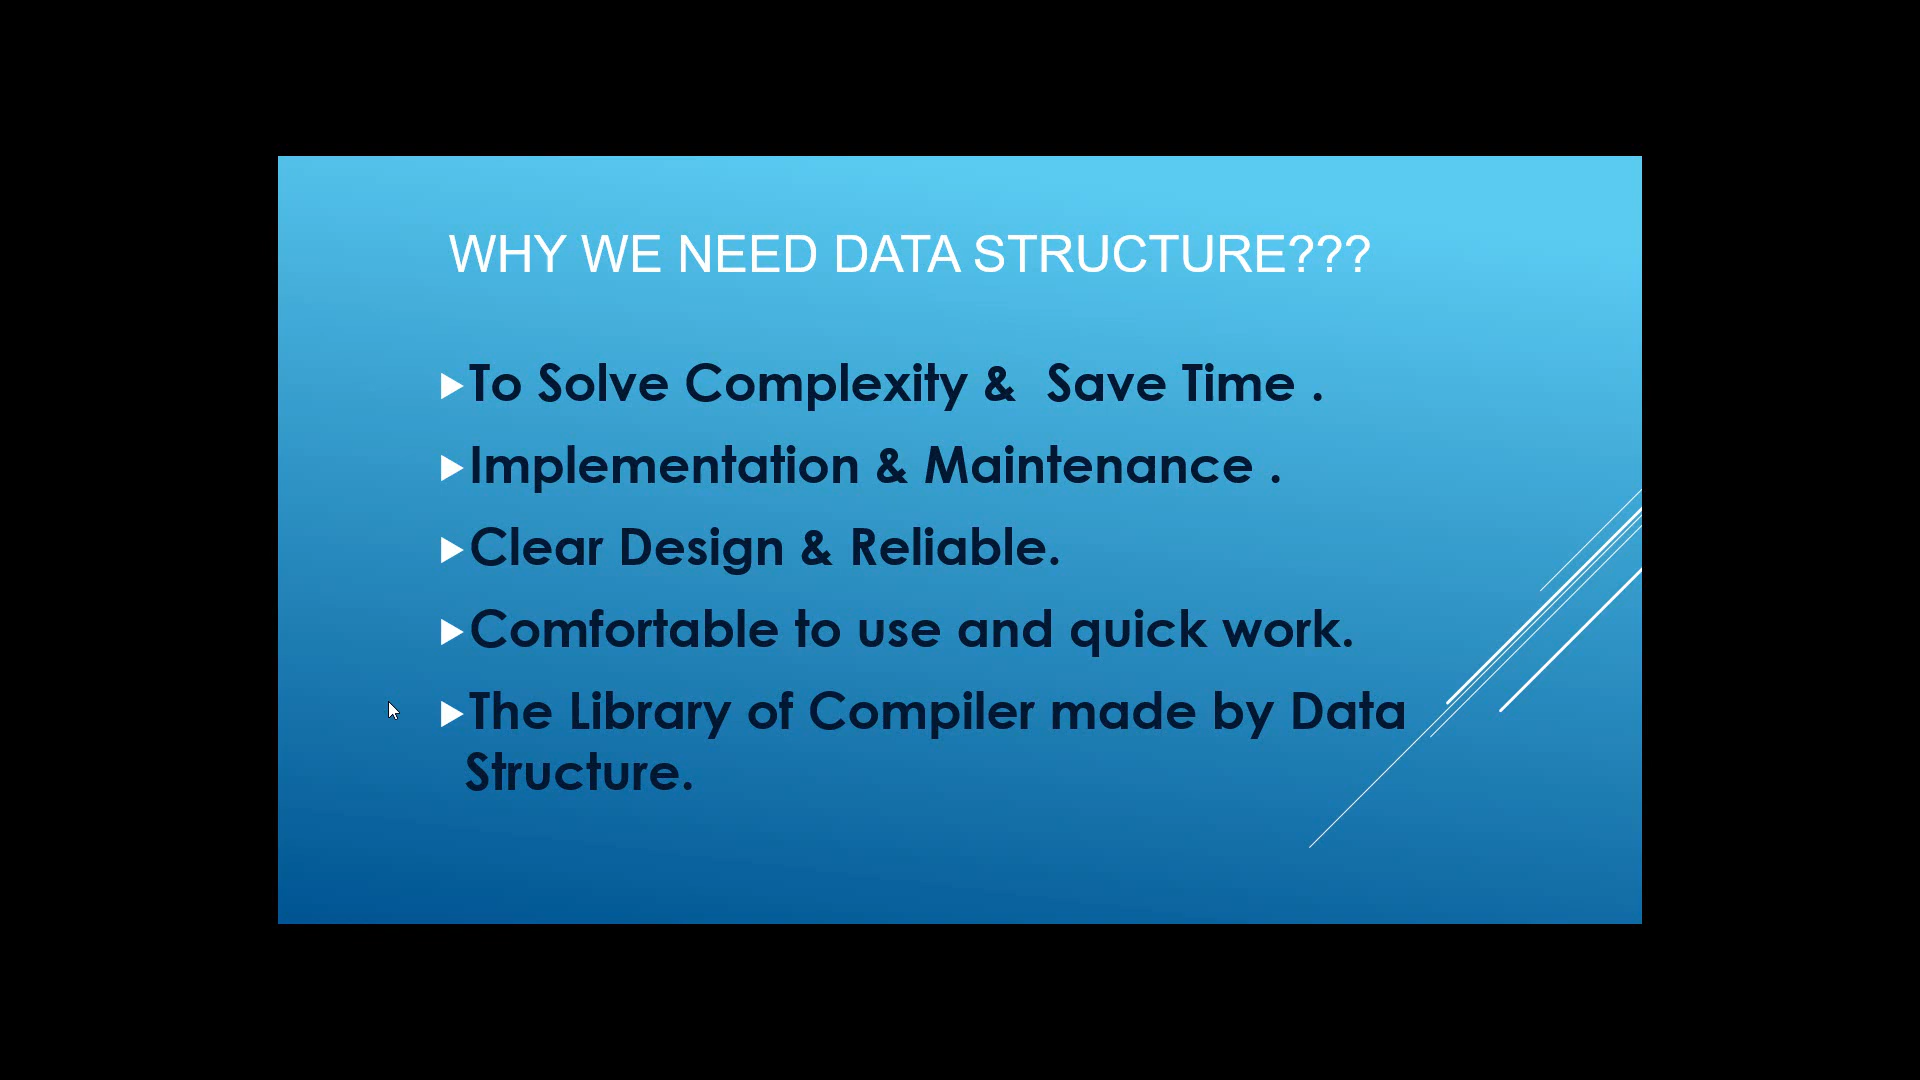 WHY WE NEED DATA STRUCTURE???
To Solve Complexity &  Save Time .
Implementation & Maintenance .
Clear Design & Reliable.
Comfortable to use and quick work.
The Library of Compiler made by Data
Structure.